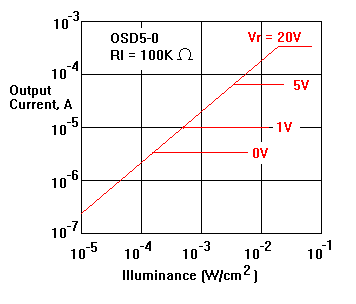 10-3
OSD5-0
RI = 100K Ω
Vr = 20V
10-4
Output
Current, A
5V
10-5
1V
0V
10-6
10-7
10-5 10-4 10-3 10-2 10-1
Illuminance (W/cm2)